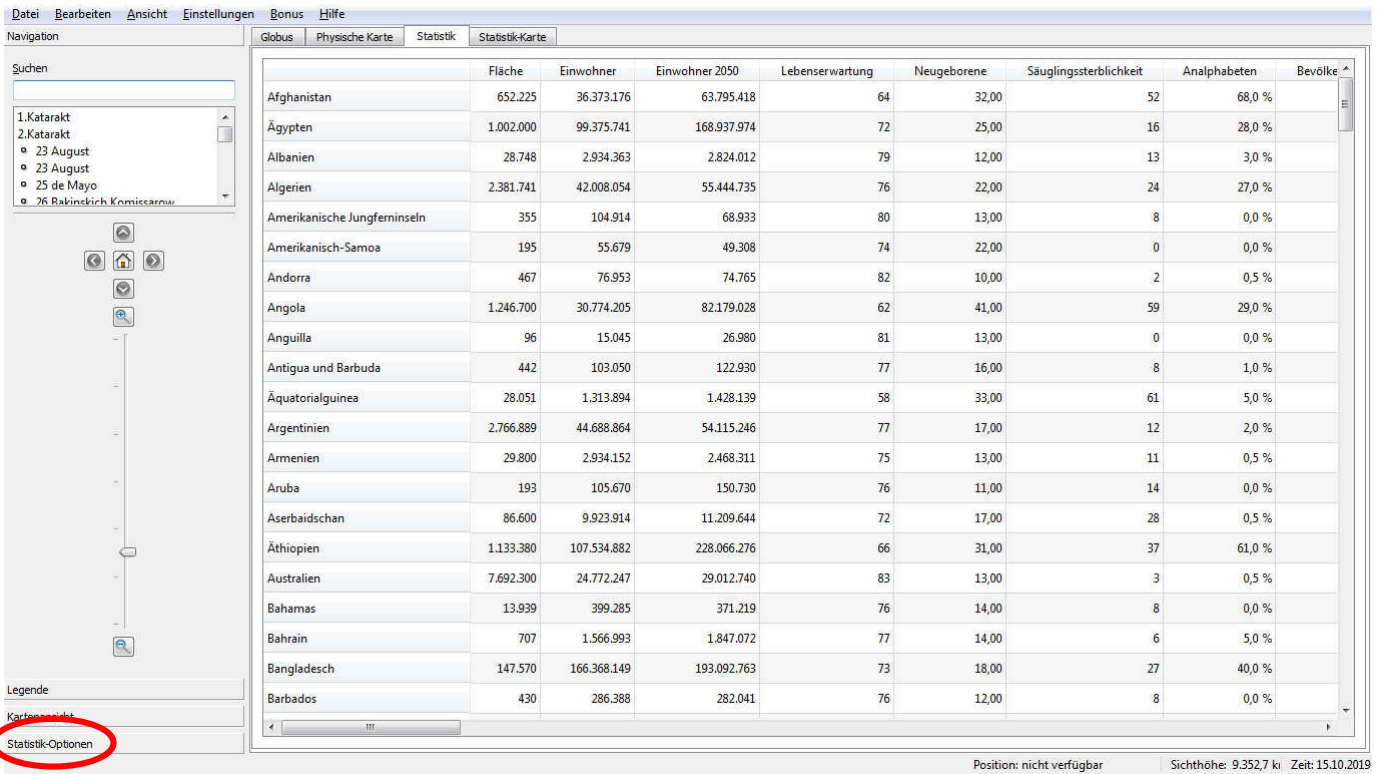 Datei Bearbeiten Ansicht Einstellungen Bonus Hilfe
Navigation
Globus Physische Karte Statistik Statistik-Karte
Suchen
1.Katarakt
2.Katarakt
23 August
23 August
25 de Mayo
26 Bakinskich Komissarow
Fläche Einwohner Einwohner 2050 Lebenserwartung Neugeborene Säuglingssterblichkeit Analphabeten Bevölke
Afghanistan 652.225 36.373.176 63.795.418 64 32,00 52 68,0 %
Ägypten 1.002.000 99.375.741 168.937.974 72 25,00 16 28,0 %
Albanien 28.748 2.934.363 2.824.012 79 12,00 13 3,0 %
Algerien 2.381.741 42.008.054 55.444.735 76 22,00 24 27,0 %
Amerikanische Jungferninseln 355 104.914 68.933 80 13,00 8 0,0 %
Amerikanisch-Samoa 195 55.679 49.308 74 22,00 0 0,0 %
Andorra 467 76.953 74.765 82 10,00 2 0,5 %
Angola 1.246.700 30.774.205 82.179.028 62 41,00 59 29,0 %
Anguilla 96 15.045 26.980 81 13,00 0 0,0 %
Antigua und Barbuda 442 103.050 122.930 77 16,00 8 1,0 %
Äquatorialguinea 28.051 1.313.894 1.428.139 58 33,00 61 5,0 %
Argentinien 2.766.889 44.688.864 54.115.246 77 17,00 12 2,0 %
Armenien 29.800 2.934.152 2.468.311 75 13,00 11 0,5 %
Aruba 193 105.670 150.730 76 11,00 14 0,0 %
Aserbaidschan 86.600 9.923.914 11.209.644 72 17,00 28 0,5 %
Äthiopien 1.133.380 107.534.882 228.066.276 66 31,00 37 61,0 %
Australien 7.692.300 24.772.247 29.012.740 83 13,00 3 0,5 %
Bahamas 13.939 399.285 371.219 76 14,00 8 0,0 %
Bahrain 707 1.566.993 1.847.072 77 14,00 6 5,0 %
Bangladesch 147.570 166.368.149 193.092.763 73 18,00 27 40,0 %
Barbados 430 286.388 282.041 76 12,00 8 0,0 %
Legende
Kartenansicht
Statistik-Optionen
Position: nicht verfügbar Sichthöhe: 9.352,7 k Zeit: 15.10.2019